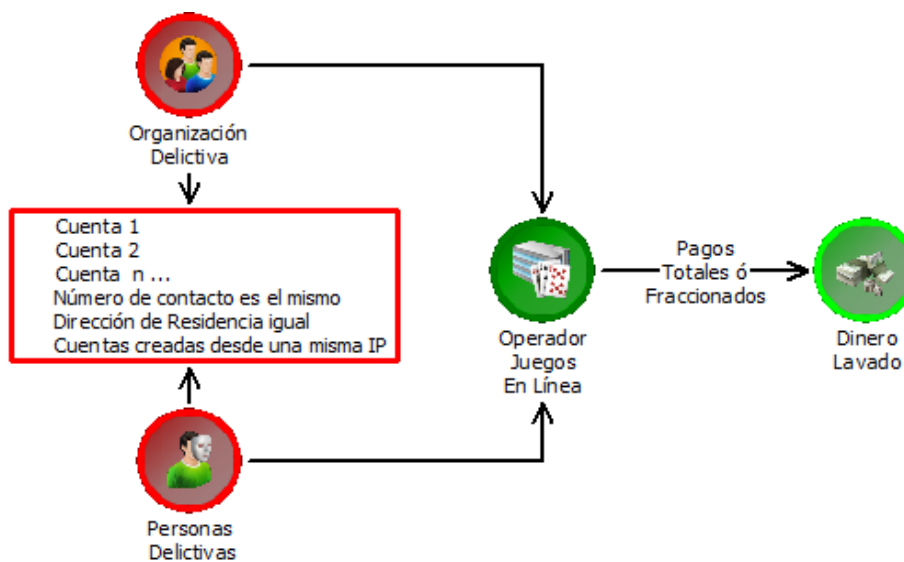 Organización
Delictiva
Cuenta 1
Cuenta 2
Cuenta n ...
Número de contacto es el mismo
Dirección de Residencia igual
Cuentas creadas desde una misma IP
Personas
Delictivas
Operador
Juegos
En Línea
Pagos
Totales ó
Fraccionados
Dinero
Lavado